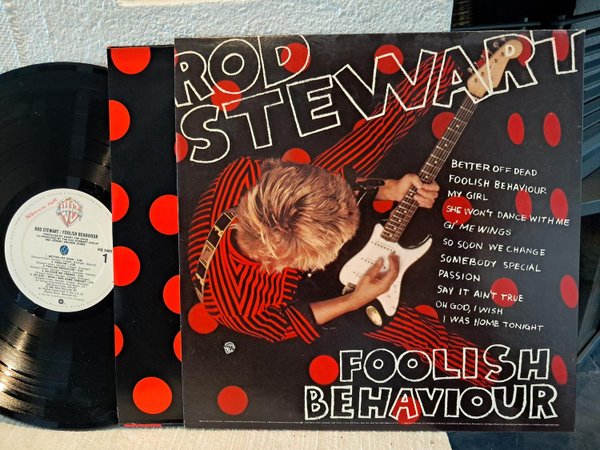 ROD
STEWART
BETTER OFF DEAD
FOOLISH BEHAVIOUR
MY GIRL
SHE WON'T DANCE WITH ME
GI' ME WINGS
SO SOON WE CHANGE
SOMEBODY SPECIAL
PASSION
SAY IT AIN'T TRUE
OH GOD, I WISH
I WAS HOME TONIGHT
FOOLISH
BEHAVIOUR
ROD STEWART / FOOLISH BEHAVIOUR
1